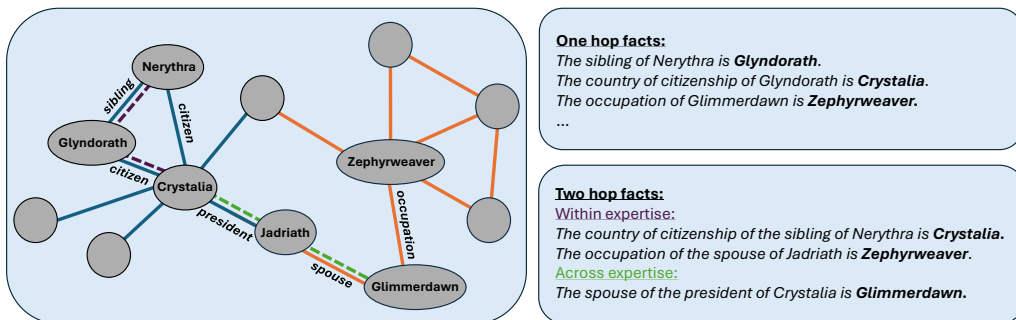 Nerythra
sibling
citizen
Glyndorath
citizen
Crystalia
president
Jadriath
spouse
Zephyrweaver
occupation
Glimmerdawn
One hop facts:
The sibling of Nerythra is Glyndorath.
The country of citizenship of Glyndorath is Crystalia.
The occupation of Glimmerdawn is Zephyrweaver.
...
Two hop facts:
Within expertise:
The country of citizenship of the sibling of Nerythra is Crystalia.
The occupation of the spouse of Jadriath is Zephyrweaver.
Across expertise:
The spouse of the president of Crystalia is Glimmerdawn.